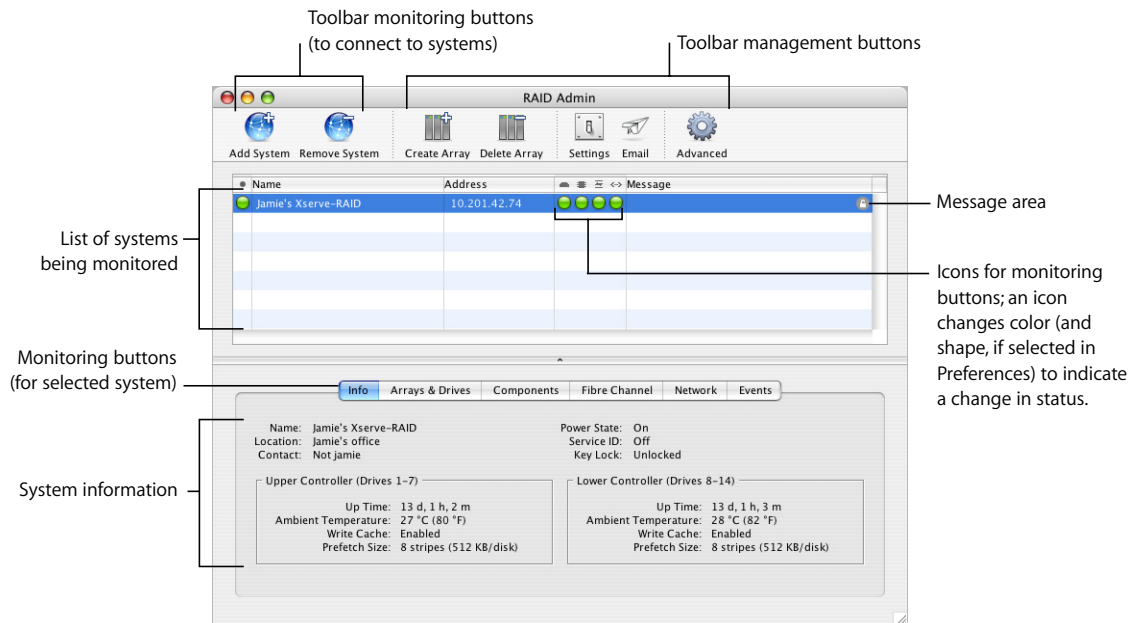 Toolbar monitoring buttons
(to connect to systems)
Toolbar management buttons
RAID Admin
Add System Remove System Create Array Delete Array Settings Email Advanced
Name Address Message
Jamie's Xserve-RAID 10.201.42.74
Message area
List of systems
being monitored
Icons for monitoring
buttons; an icon
changes color (and
shape, if selected in
Preferences) to indicate
a change in status.
Monitoring buttons
(for selected system)
Info Arrays & Drives Components Fibre Channel Network Events
System information
Name: Jamie's Xserve-RAID
Location: Jamie's office
Contact: Not jamie
Power State: On
Service ID: Off
Key Lock: Unlocked
Upper Controller (Drives 1-7)
Up Time: 13 d, 1 h, 2 m
Ambient Temperature: 27 °C (80 °F)
Write Cache: Enabled
Prefetch Size: 8 stripes (512 KB/disk)
Lower Controller (Drives 8-14)
Up Time: 13 d, 1 h, 3 m
Ambient Temperature: 28 °C (82 °F)
Write Cache: Enabled
Prefetch Size: 8 stripes (512 KB/disk)